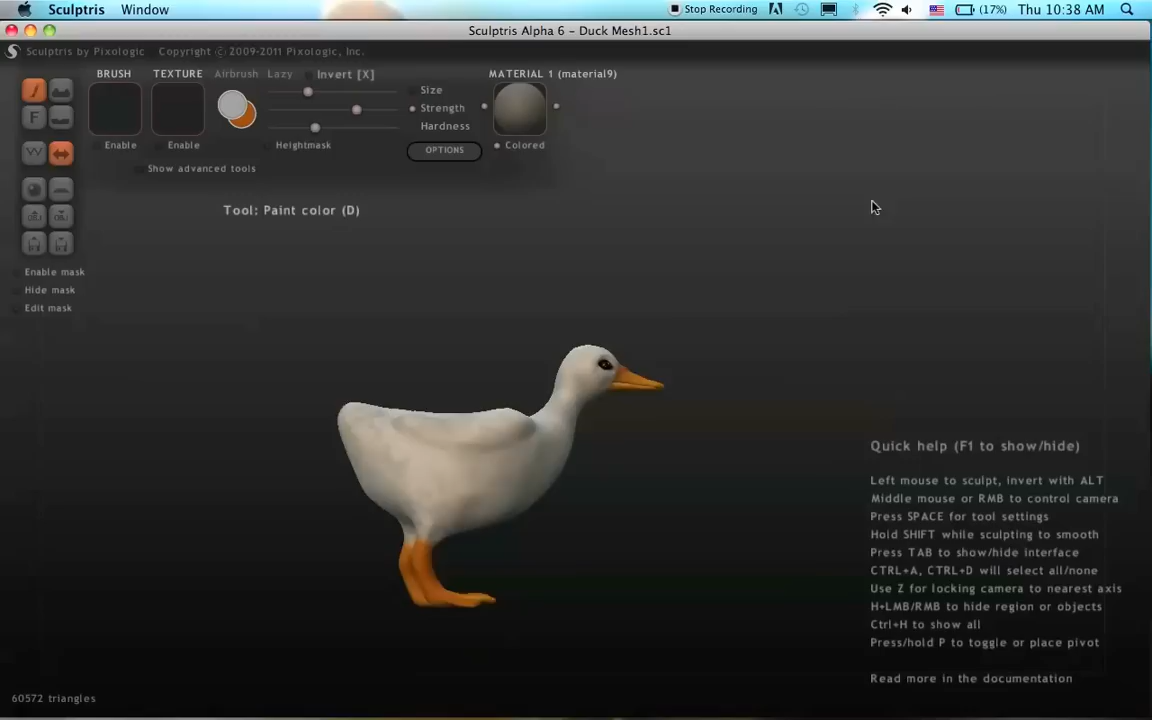 Sculptris Window Stop Recording (17%) Thu 10:38 AM
Sculptris Alpha 6 - Duck Mesh1.sc1
Sculptris by Pixologic Copyright © 2009-2011 Pixologic, Inc.
BRUSH TEXTURE Airbrush Lazy Invert [X] MATERIAL 1 (material9)
Size
Strength
Hardness
Enable Enable Heightmask OPTIONS Colored
Show advanced tools
Tool: Paint color (D)
F
OBJ OBJ
Enable mask
Hide mask
Edit mask
Quick help (F1 to show/hide)
Left mouse to sculpt, invert with ALT
Middle mouse or RMB to control camera
Press SPACE for tool settings
Hold SHIFT while sculpting to smooth
Press TAB to show/hide interface
CTRL+A, CTRL+D will select all/none
Use Z for locking camera to nearest axis
H+LMB/RMB to hide region or objects
Ctrl+H to show all
Press/hold P to toggle or place pivot
Read more in the documentation
60572 triangles